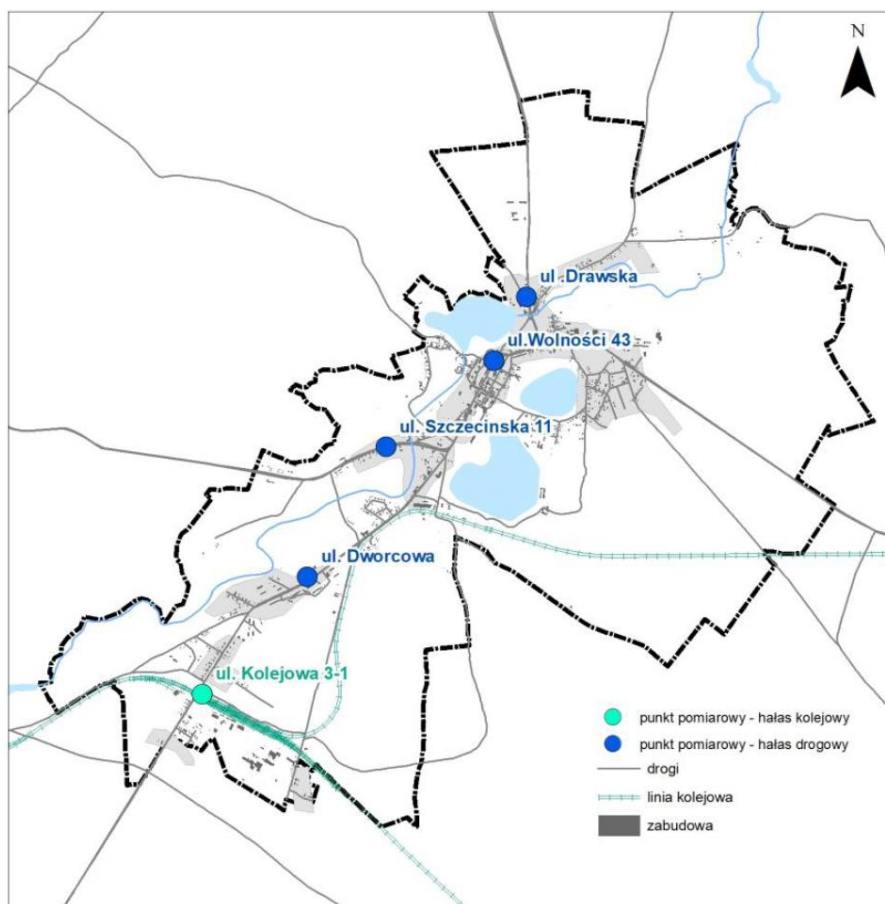 N
ul .Drawska
ul.Wolności 43
ul. Szczecinska 11
ul. Dworcowa
ul. Kolejowa 3-1
punkt pomiarowy - hałas kolejowy
punkt pomiarowy - hałas drogowy
drogi
linia kolejowa
zabudowa